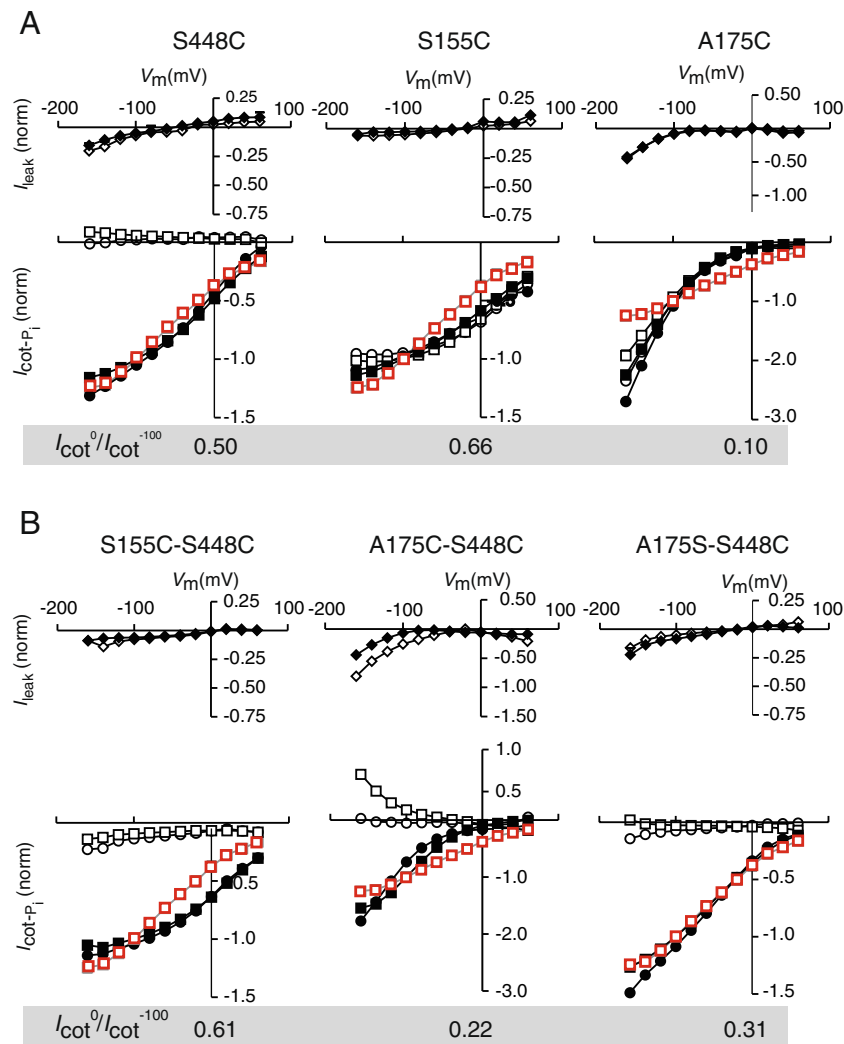 A
S448C S155C A175C
Vm(mV) Vm(mV) Vm(mV)
-200 0.25 100 -200 0.25 100 -200 0.50 100
Ileak (norm)
-0.25 -0.25 -0.50
-0.50 -0.50 -1.00
-0.75 -0.75
Icot-Pi (norm)
-0.5 -0.5 -1.0
-1.0 -1.0 -2.0
-1.5 -1.5 -3.0
Icot⁰/Icot⁻¹⁰⁰ 0.50 0.66 0.10
B
S155C-S448C A175C-S448C A175S-S448C
Vm(mV) Vm(mV) Vm(mV)
-200 0.25 100 -200 0.50 100 -200 0.25 100
Ileak (norm)
-0.25 -0.50 -0.25
-0.50 -1.00 -0.50
-0.75 -1.50 -0.75
1.0
0.5
Icot-Pi (norm)
-0.5 -1.0 -0.5
-1.0 -2.0 -1.0
-1.5 -3.0 -1.5
Icot⁰/Icot⁻¹⁰⁰ 0.61 0.22 0.31